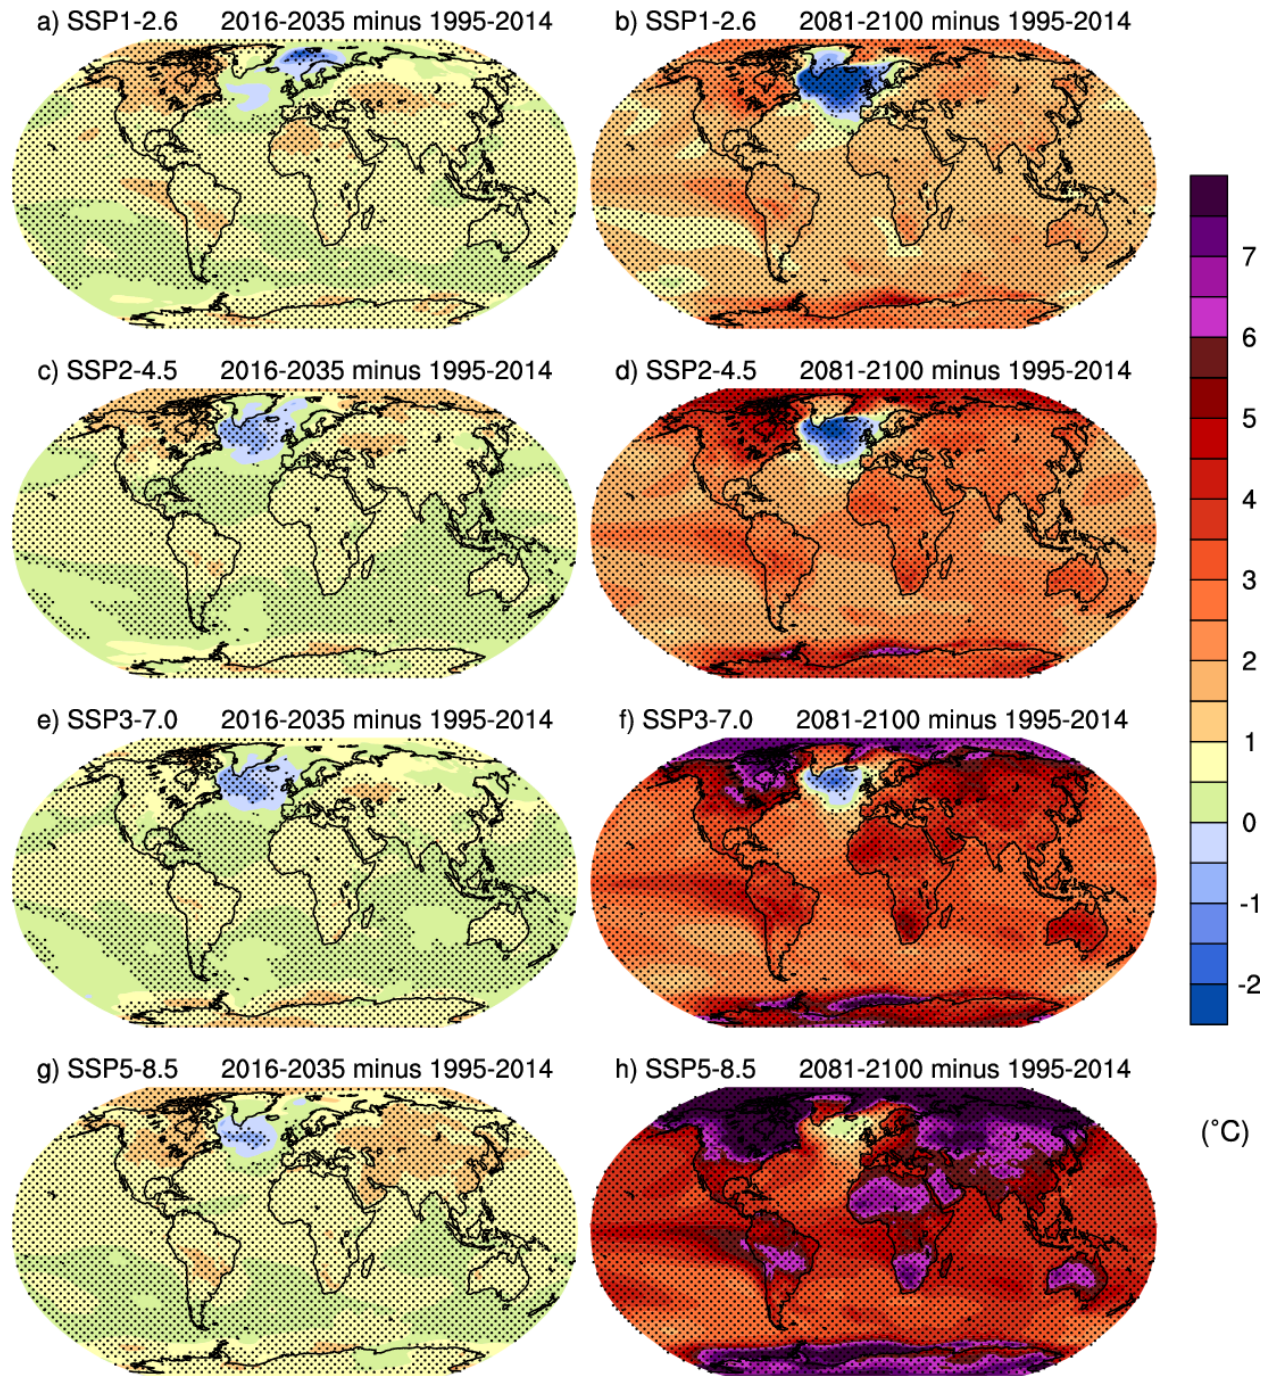 a) SSP1-2.6 2016-2035 minus 1995-2014
b) SSP1-2.6 2081-2100 minus 1995-2014
c) SSP2-4.5 2016-2035 minus 1995-2014
d) SSP2-4.5 2081-2100 minus 1995-2014
e) SSP3-7.0 2016-2035 minus 1995-2014
f) SSP3-7.0 2081-2100 minus 1995-2014
g) SSP5-8.5 2016-2035 minus 1995-2014
h) SSP5-8.5 2081-2100 minus 1995-2014
7
6
5
4
3
2
1
0
-1
-2
(°C)